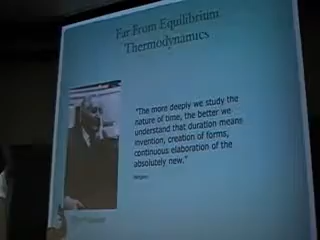 Far From Equilibrium
Thermodynamics
"The more deeply we study the
nature of time, the better we
understand that duration means
invention, creation of forms,
continuous elaboration of the
absolutely new."
Bergson